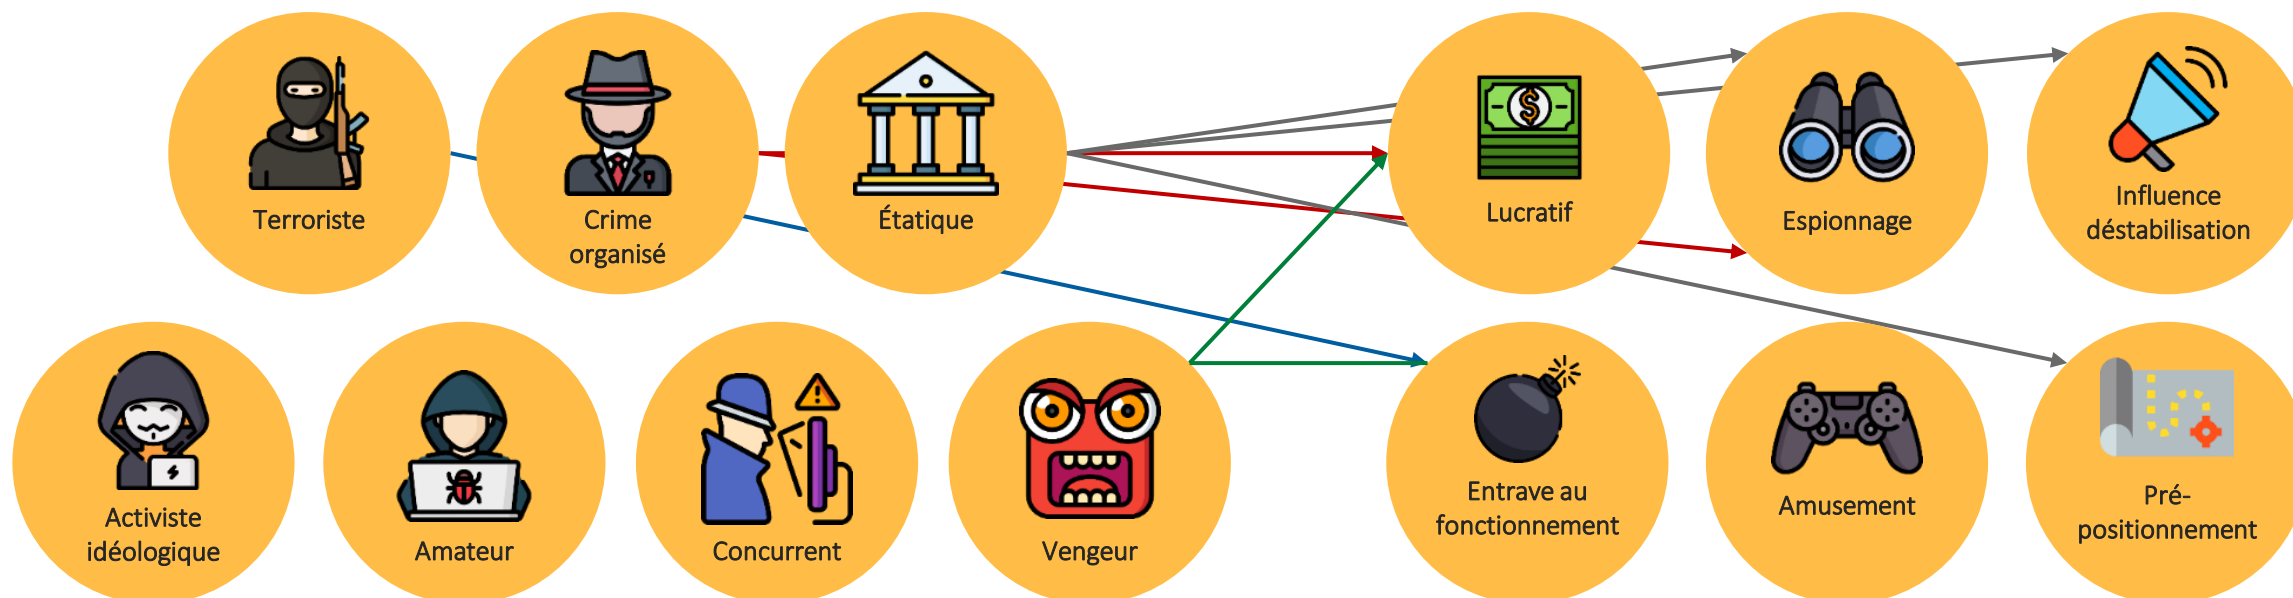 Terroriste
Crime
organisé
Étatique
Lucratif
Espionnage
Influence
déstabilisation
Activiste
idéologique
Amateur
Concurrent
Vengeur
Entrave au
fonctionnement
Amusement
Pré-
positionnement